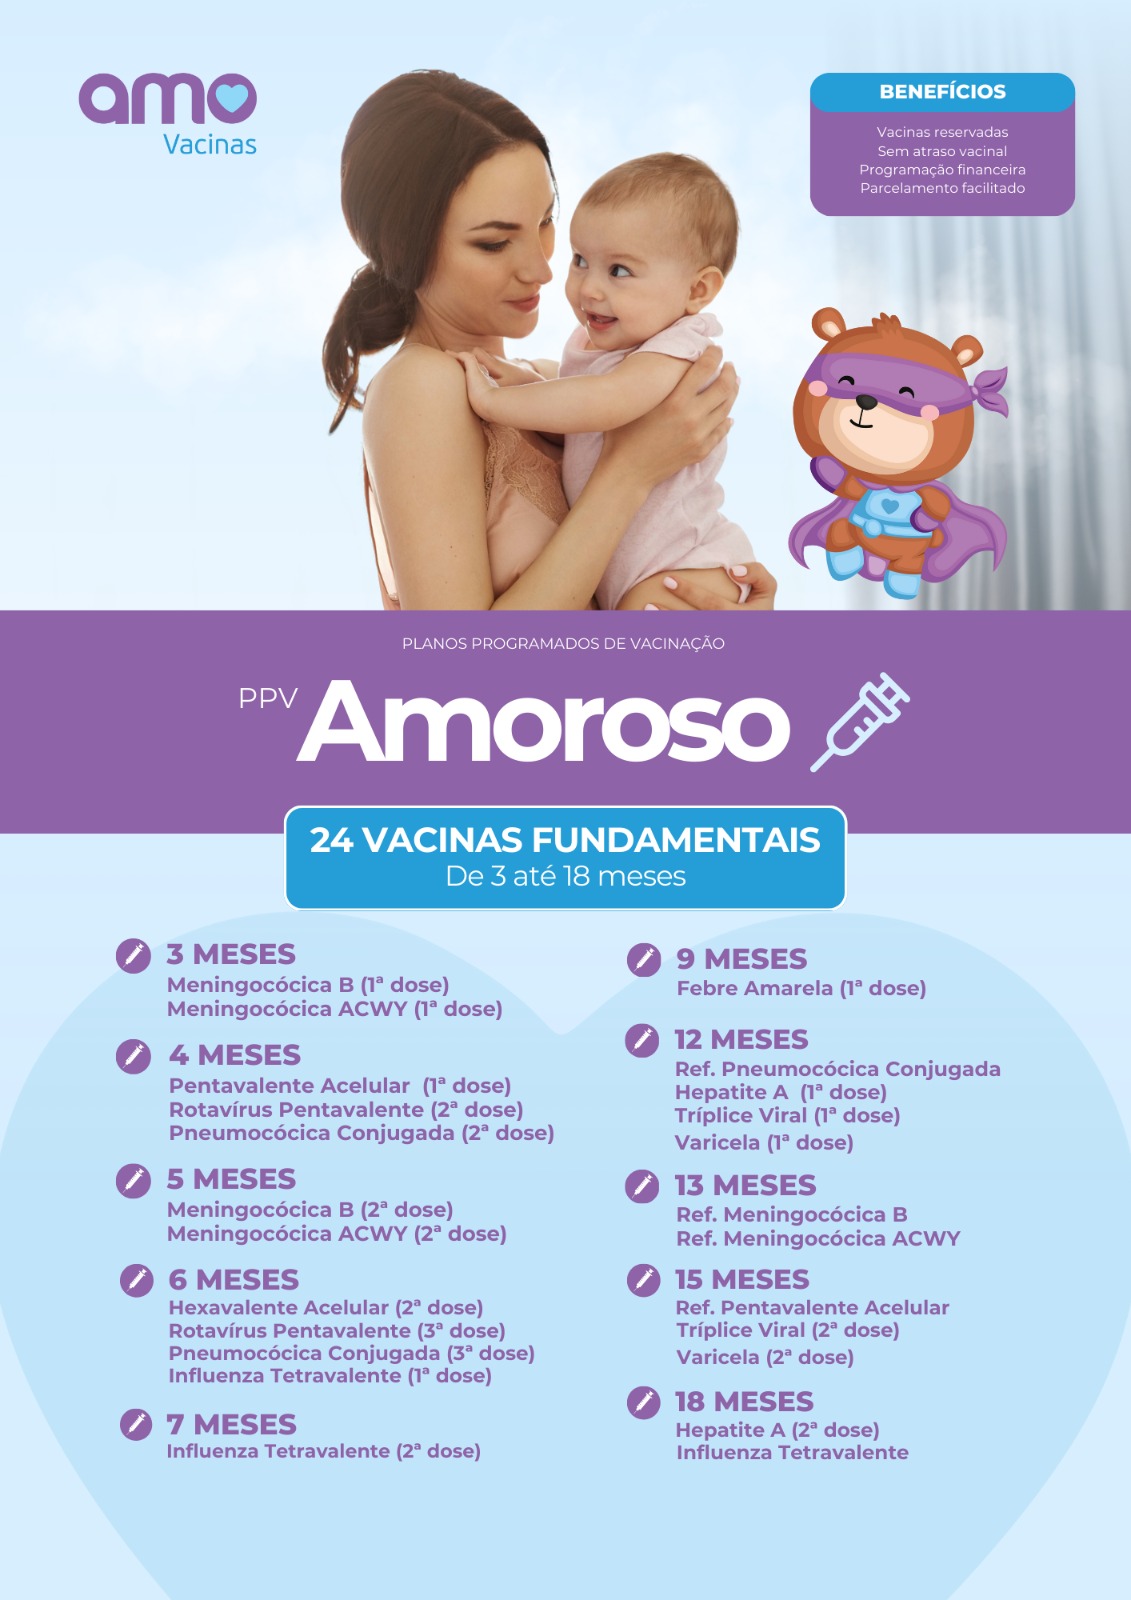 amo
Vacinas
BENEFÍCIOS
Vacinas reservadas
Sem atraso vacinal
Programação financeira
Parcelamento facilitado
PLANOS PROGRAMADOS DE VACINAÇÃO
PPV Amoroso
24 VACINAS FUNDAMENTAIS
De 3 até 18 meses
3 MESES
Meningocócica B (1ª dose)
Meningocócica ACWY (1ª dose)
4 MESES
Pentavalente Acelular (1ª dose)
Rotavírus Pentavalente (2ª dose)
Pneumocócica Conjugada (2ª dose)
5 MESES
Meningocócica B (2ª dose)
Meningocócica ACWY (2ª dose)
6 MESES
Hexavalente Acelular (2ª dose)
Rotavírus Pentavalente (3ª dose)
Pneumocócica Conjugada (3ª dose)
Influenza Tetravalente (1ª dose)
7 MESES
Influenza Tetravalente (2ª dose)
9 MESES
Febre Amarela (1ª dose)
12 MESES
Ref. Pneumocócica Conjugada
Hepatite A (1ª dose)
Tríplice Viral (1ª dose)
Varicela (1ª dose)
13 MESES
Ref. Meningocócica B
Ref. Meningocócica ACWY
15 MESES
Ref. Pentavalente Acelular
Tríplice Viral (2ª dose)
Varicela (2ª dose)
18 MESES
Hepatite A (2ª dose)
Influenza Tetravalente